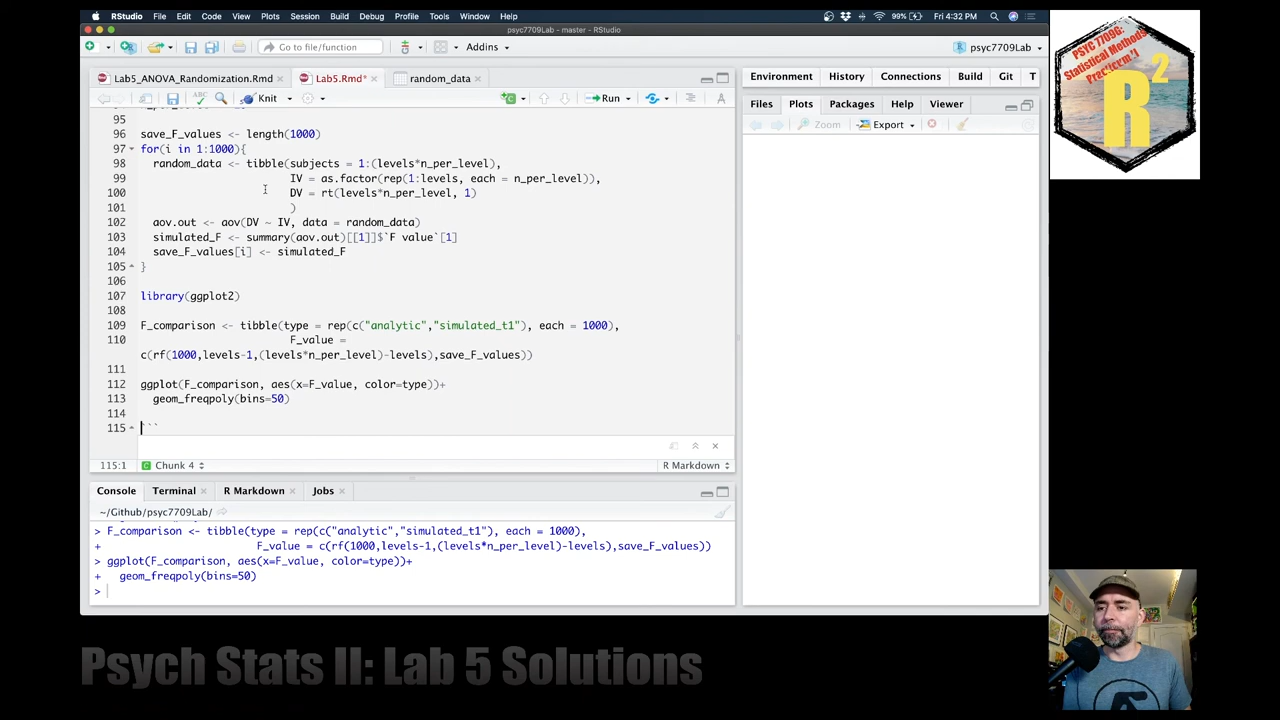 RStudio File Edit Code View Plots Session Build Debug Profile Tools Window Help 99% Fri 4:32 PM
psyc7709Lab - master - RStudio
Go to file/function Addins psyc7709Lab
Lab5_ANOVA_Randomization.Rmd Lab5.Rmd* random_data
Knit Run
95
96 save_F_values <- length(1000)
97 for(i in 1:1000){
98 random_data <- tibble(subjects = 1:(levels*n_per_level),
99 IV = as.factor(rep(1:levels, each = n_per_level)),
100 DV = rt(levels*n_per_level, 1)
101 )
102 aov.out <- aov(DV ~ IV, data = random_data)
103 simulated_F <- summary(aov.out)[[1]]$`F value`[1]
104 save_F_values[i] <- simulated_F
105 }
106
107 library(ggplot2)
108
109 F_comparison <- tibble(type = rep(c("analytic","simulated_t1"), each = 1000),
110 F_value =
c(rf(1000,levels-1,(levels*n_per_level)-levels),save_F_values))
111
112 ggplot(F_comparison, aes(x=F_value, color=type))+
113 geom_freqpoly(bins=50)
114
115 ```
115:1 Chunk 4 R Markdown
Console Terminal R Markdown Jobs
~/Github/psyc7709Lab/
> F_comparison <- tibble(type = rep(c("analytic","simulated_t1"), each = 1000),
+ F_value = c(rf(1000,levels-1,(levels*n_per_level)-levels),save_F_values))
> ggplot(F_comparison, aes(x=F_value, color=type))+
+ geom_freqpoly(bins=50)
>
Environment History Connections Build Git T
Files Plots Packages Help Viewer
Zoom Export
PSYC 7709G:
Statistical Methods
R2
Psych Stats II: Lab 5 Solutions